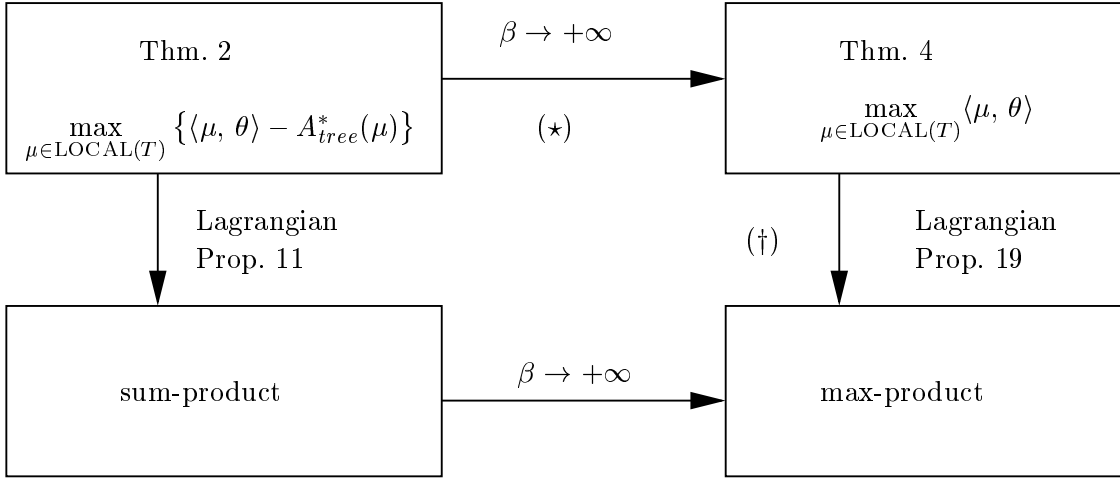 Thm. 2
max {⟨μ, θ⟩ − A*tree(μ)}
μ∈LOCAL(T)
β → +∞
(⋆)
Thm. 4
max ⟨μ, θ⟩
μ∈LOCAL(T)
Lagrangian
Prop. 11
(†)
Lagrangian
Prop. 19
sum-product
β → +∞
max-product